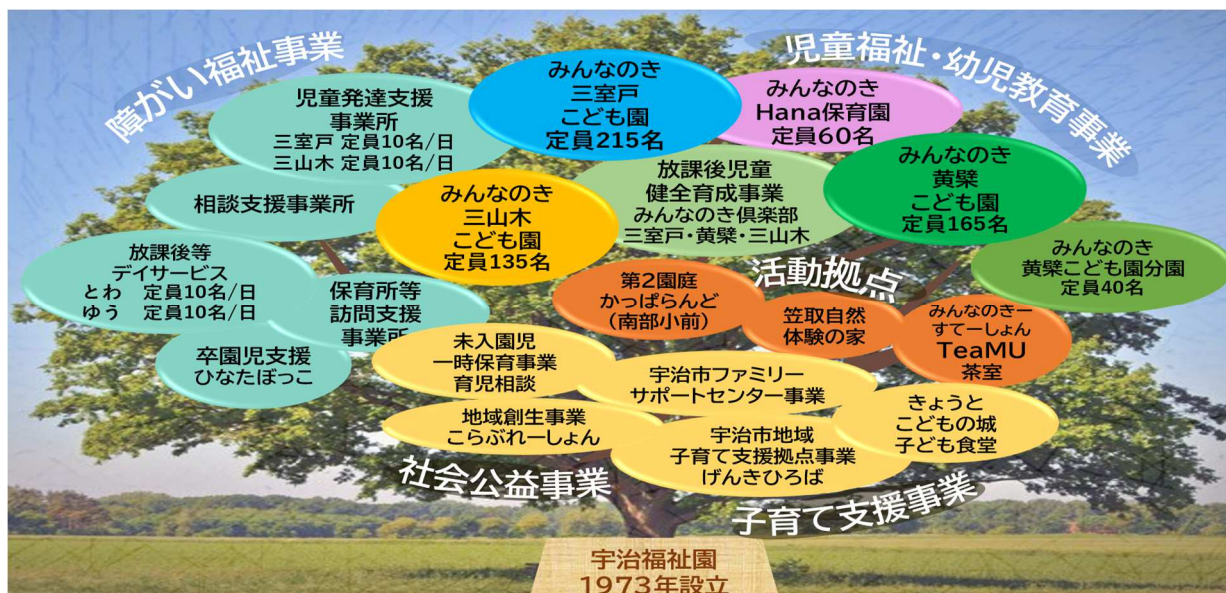 障がい福祉事業
児童福祉・幼児教育事業
児童発達支援
事業所
三室戸 定員10名/日
三山木 定員10名/日
みんなのき
三室戸
こども園
定員215名
みんなのき
Hana保育園
定員60名
相談支援事業所
みんなのき
三山木
こども園
定員135名
放課後児童
健全育成事業
みんなのき倶楽部
三室戸・黄檗・三山木
みんなのき
黄檗
こども園
定員165名
みんなのき
黄檗こども園分園
定員40名
放課後等
デイサービス
とわ 定員10名/日
ゆう 定員10名/日
保育所等
訪問支援
事業所
卒園児支援
ひなたぼっこ
活動拠点
第2園庭
かっぱらんど
(南部小前)
笠取自然
体験の家
みんなのきー
すてーしょん
TeaMU
茶室
未入園児
一時保育事業
育児相談
宇治市ファミリー
サポートセンター事業
地域創生事業
こらぶれーしょん
宇治市地域
子育て支援拠点事業
げんきひろば
きょうと
こどもの城
子ども食堂
社会公益事業
子育て支援事業
宇治福祉園
1973年設立